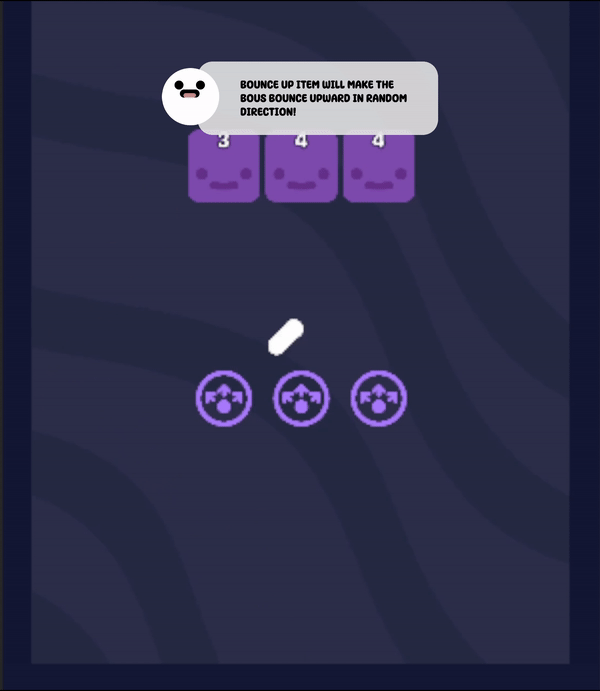 BOUNCE UP ITEM WILL MAKE THE
BOUS BOUNCE UPWARD IN RANDOM
DIRECTION!
3 4 4